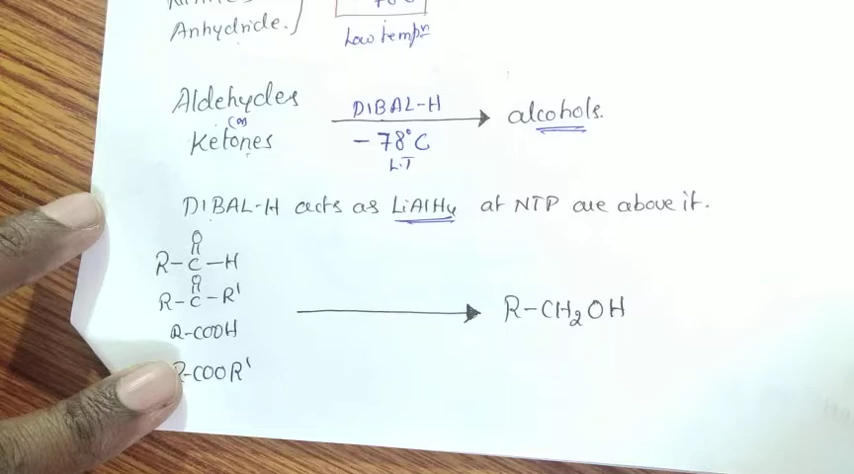 Anhydride.
Low tempn
Aldehydes
(or)
Ketones
DIBAL-H
-78°C
L.T
alcohols.
DIBAL-H acts as LiAlH4 at NTP are above it.
O
R-C-H
O
R-C-R'
R-COOH
R-COOR'
R-CH2OH